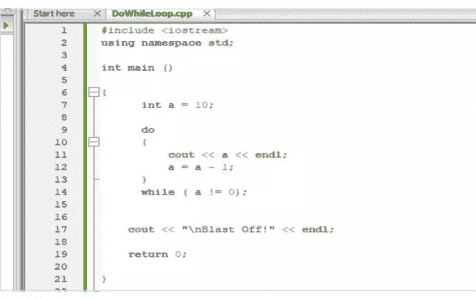 Start here DoWhileLoop.cpp
1 #include <iostream>
2 using namespace std;
3
4 int main ()
5
6 {
7 int a = 10;
8
9 do
10 {
11 cout << a << endl;
12 a = a - 1;
13 }
14 while ( a != 0);
15
16
17 cout << "\nBlast Off!" << endl;
18
19 return 0;
20
21 }
22